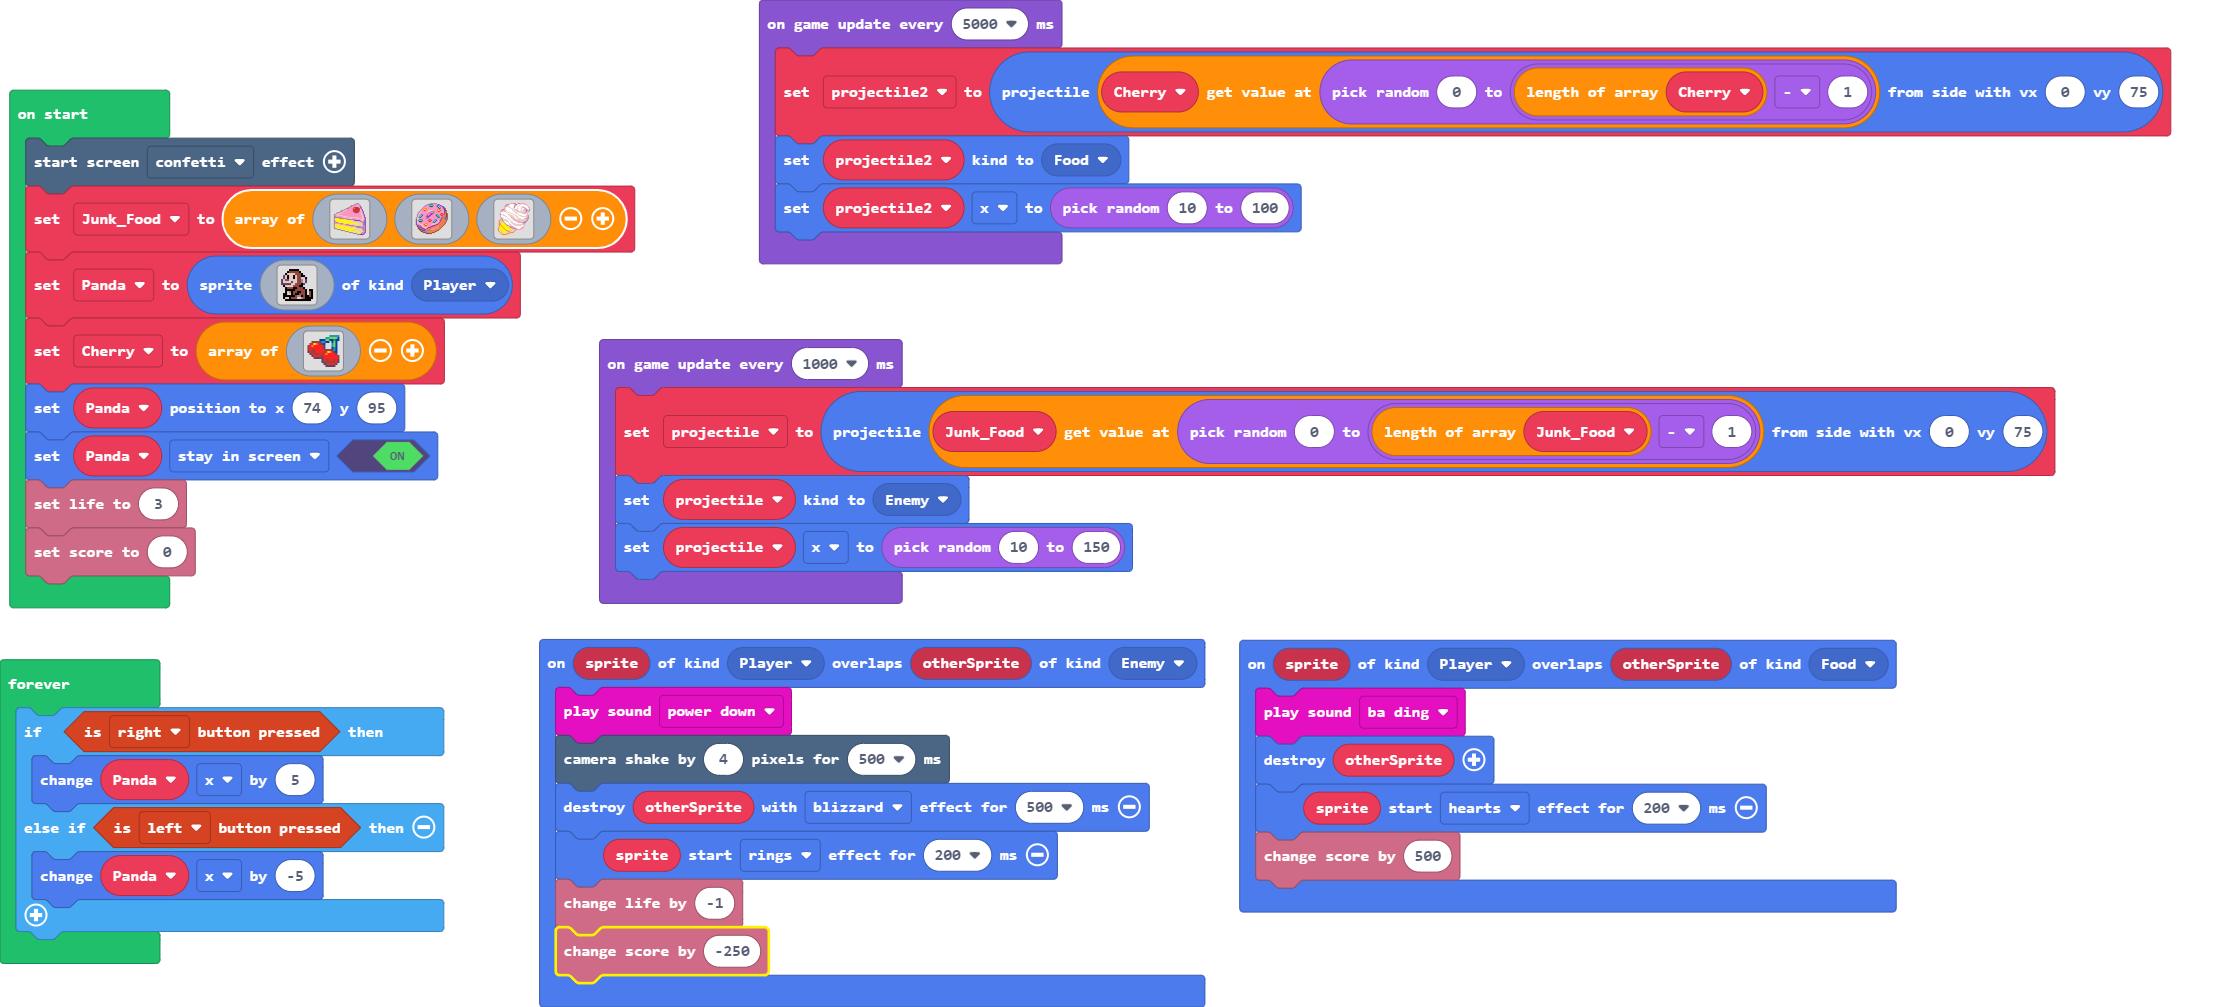 on start
start screen confetti effect
set Junk_Food to array of
set Panda to sprite of kind Player
set Cherry to array of
set Panda position to x 74 y 95
set Panda stay in screen ON
set life to 3
set score to 0
on game update every 5000 ms
set projectile2 to projectile Cherry get value at pick random 0 to length of array Cherry - 1 from side with vx 0 vy 75
set projectile2 kind to Food
set projectile2 x to pick random 10 to 100
on game update every 1000 ms
set projectile to projectile Junk_Food get value at pick random 0 to length of array Junk_Food - 1 from side with vx 0 vy 75
set projectile kind to Enemy
set projectile x to pick random 10 to 150
forever
if is right button pressed then
change Panda x by 5
else if is left button pressed then
change Panda x by -5
on sprite of kind Player overlaps otherSprite of kind Enemy
play sound power down
camera shake by 4 pixels for 500 ms
destroy otherSprite with blizzard effect for 500 ms
sprite start rings effect for 200 ms
change life by -1
change score by -250
on sprite of kind Player overlaps otherSprite of kind Food
play sound ba ding
destroy otherSprite
sprite start hearts effect for 200 ms
change score by 500